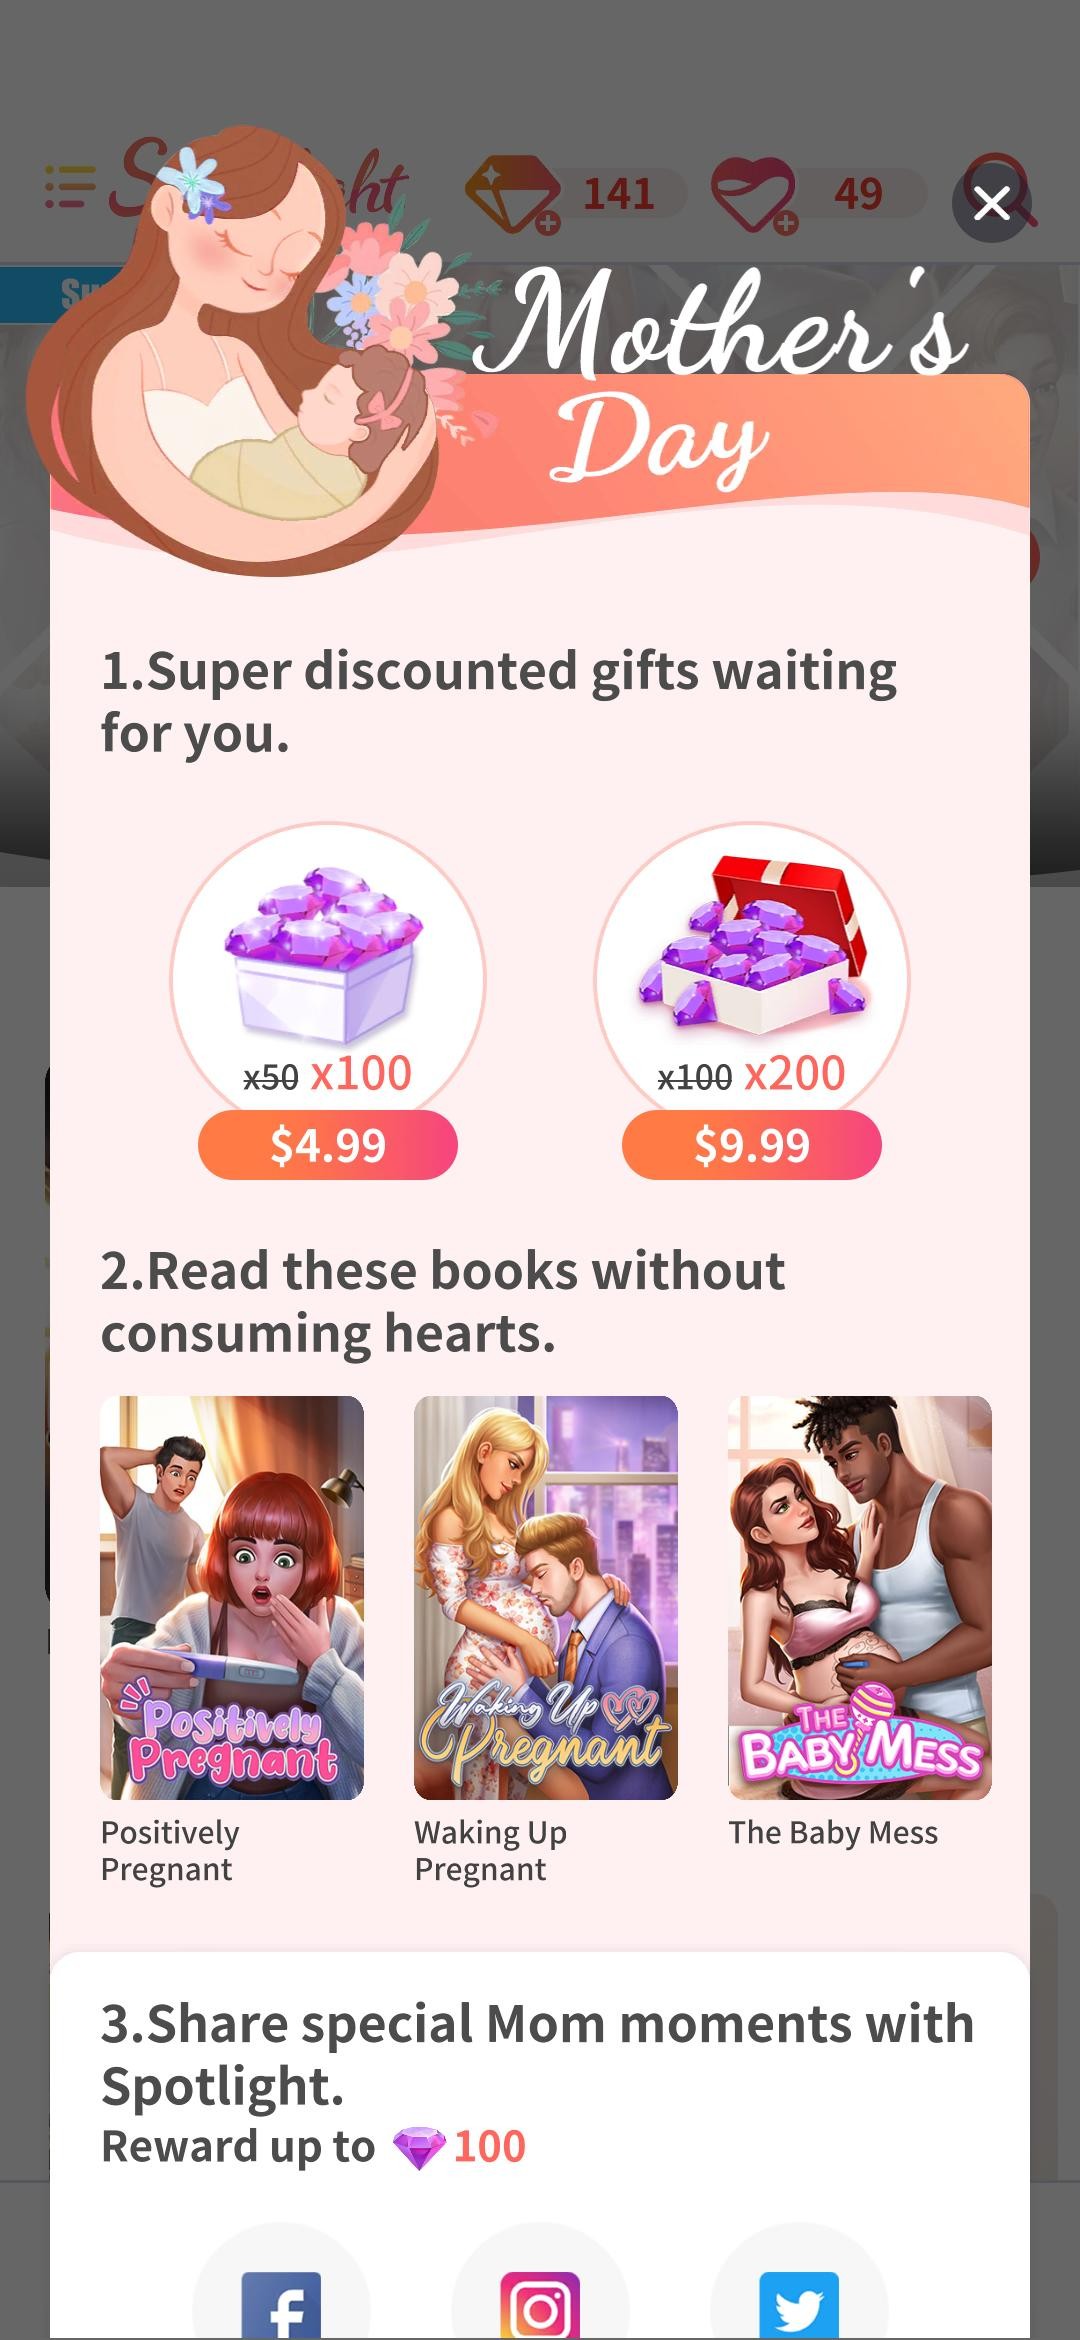 141
49
Mother's
Day
1.Super discounted gifts waiting
for you.
x50 x100
x100 x200
$4.99
$9.99
2.Read these books without
consuming hearts.
Positively
Pregnant
Waking Up
Pregnant
THE
BABY MESS
Positively
Pregnant
Waking Up
Pregnant
The Baby Mess
3.Share special Mom moments with
Spotlight.
Reward up to 100